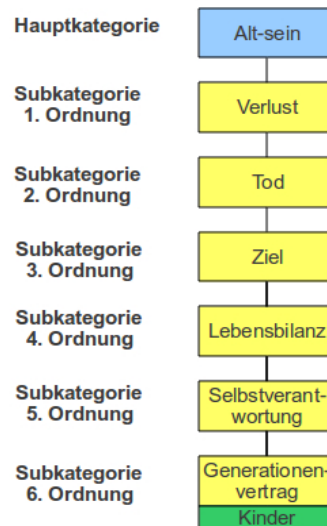 Hauptkategorie
Alt-sein
Subkategorie
1. Ordnung
Verlust
Subkategorie
2. Ordnung
Tod
Subkategorie
3. Ordnung
Ziel
Subkategorie
4. Ordnung
Lebensbilanz
Subkategorie
5. Ordnung
Selbstverant-
wortung
Subkategorie
6. Ordnung
Generationen-
vertrag
Kinder